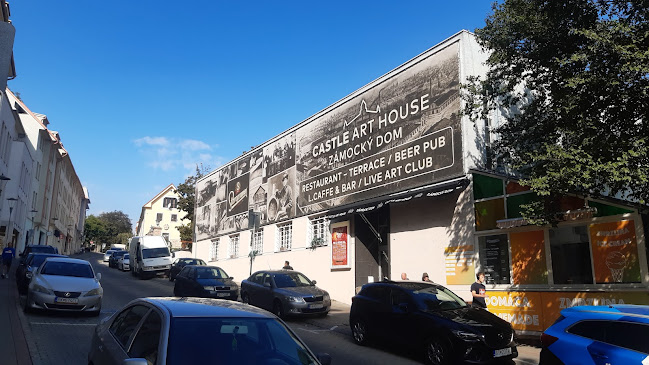 CASTLE ART HOUSE
ZÁMOCKÝ DOM
RESTAURANT - TERRACE / BEER PUB
L.CAFFE & BAR / LIVE ART CLUB